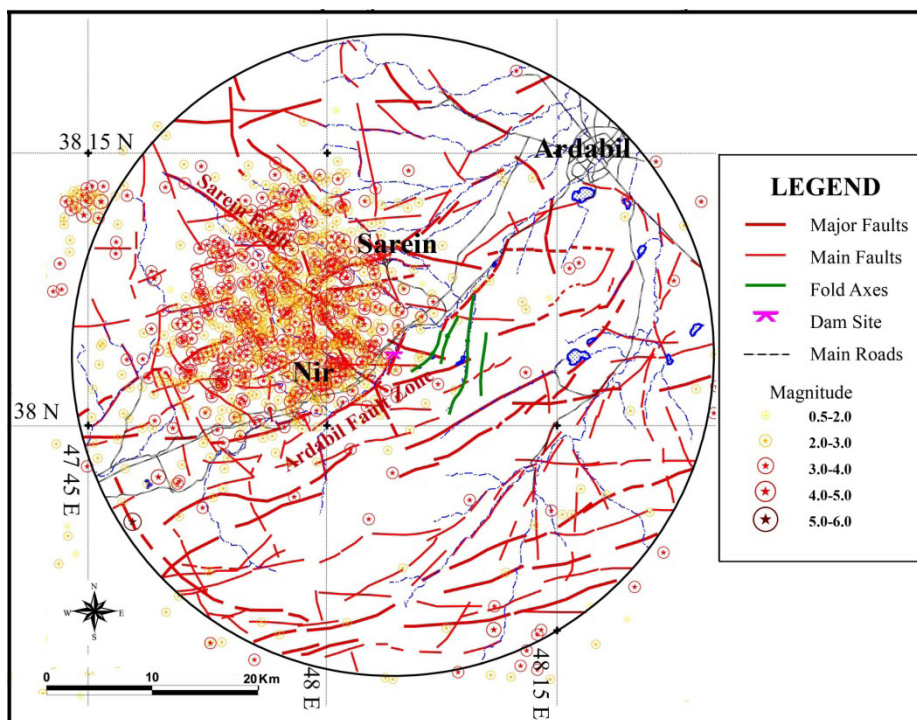 38 15 N
Ardabil
Sarein Fault
Sarein
Nir
38 N
Ardabil Fault Zone
47 45 E
N
W E
S
0 10 20 Km
48 E
48 15 E
LEGEND
Major Faults
Main Faults
Fold Axes
Dam Site
Main Roads
Magnitude
0.5-2.0
2.0-3.0
3.0-4.0
4.0-5.0
5.0-6.0